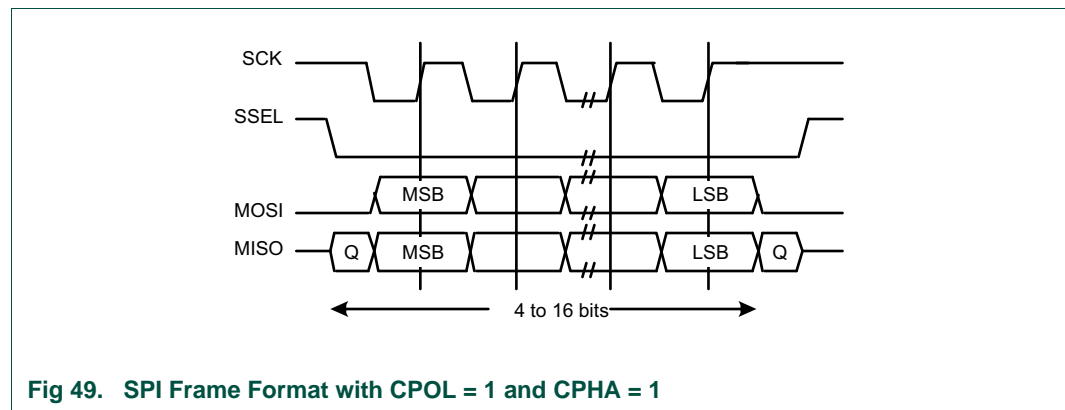 SCK
SSEL
MOSI
MSB
LSB
MISO
Q
MSB
LSB
Q
4 to 16 bits
Fig 49. SPI Frame Format with CPOL = 1 and CPHA = 1